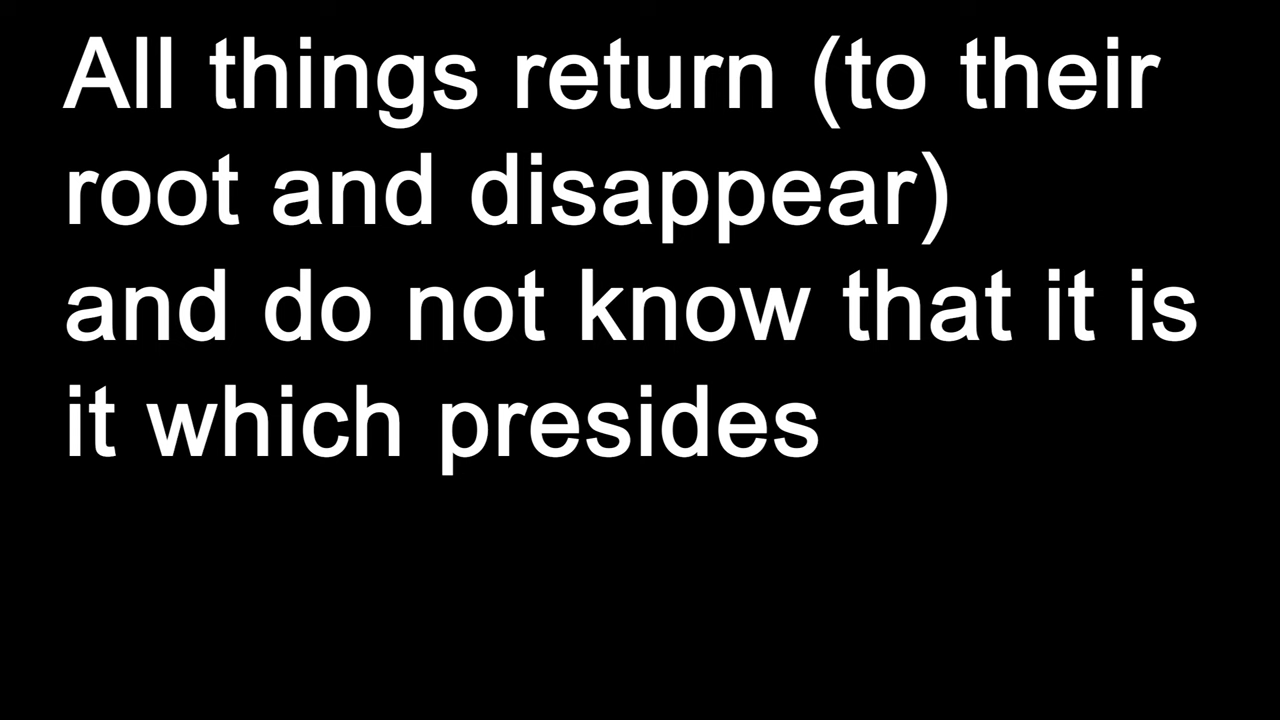 All things return (to their
root and disappear)
and do not know that it is
it which presides